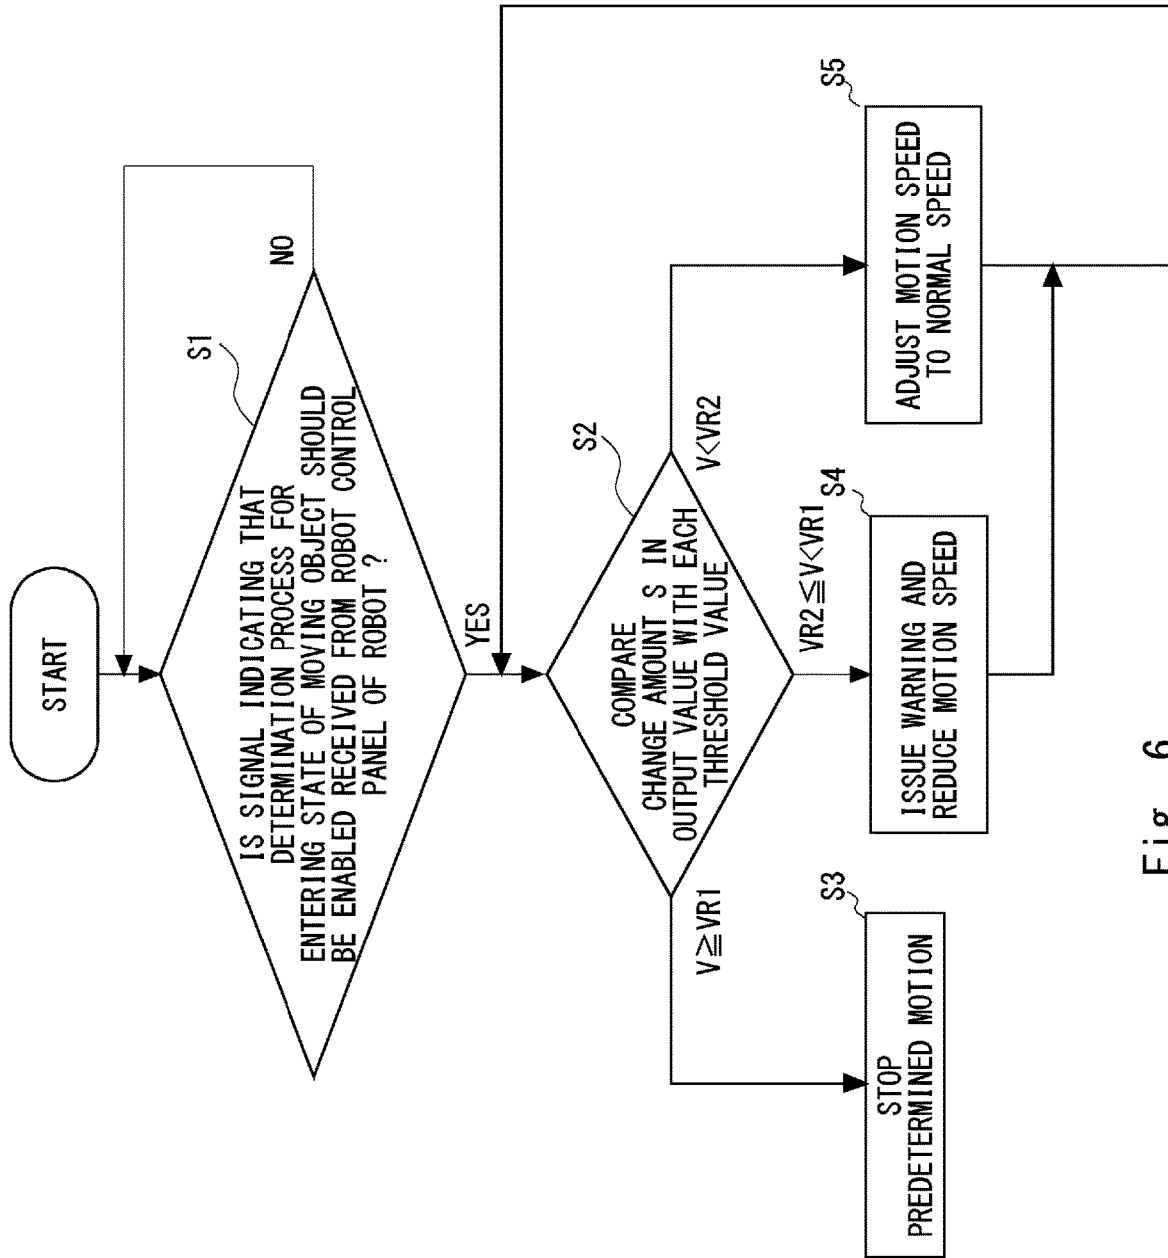 START
S1
IS SIGNAL INDICATING THAT
DETERMINATION PROCESS FOR
ENTERING STATE OF MOVING OBJECT SHOULD
BE ENABLED RECEIVED FROM ROBOT CONTROL
PANEL OF ROBOT ?
NO
YES
S2
COMPARE
CHANGE AMOUNT S IN
OUTPUT VALUE WITH EACH
THRESHOLD VALUE
V≧VR1
VR2≦V<VR1
V<VR2
S3
STOP
PREDETERMINED MOTION
S4
ISSUE WARNING AND
REDUCE MOTION SPEED
S5
ADJUST MOTION SPEED
TO NORMAL SPEED
Fig. 6